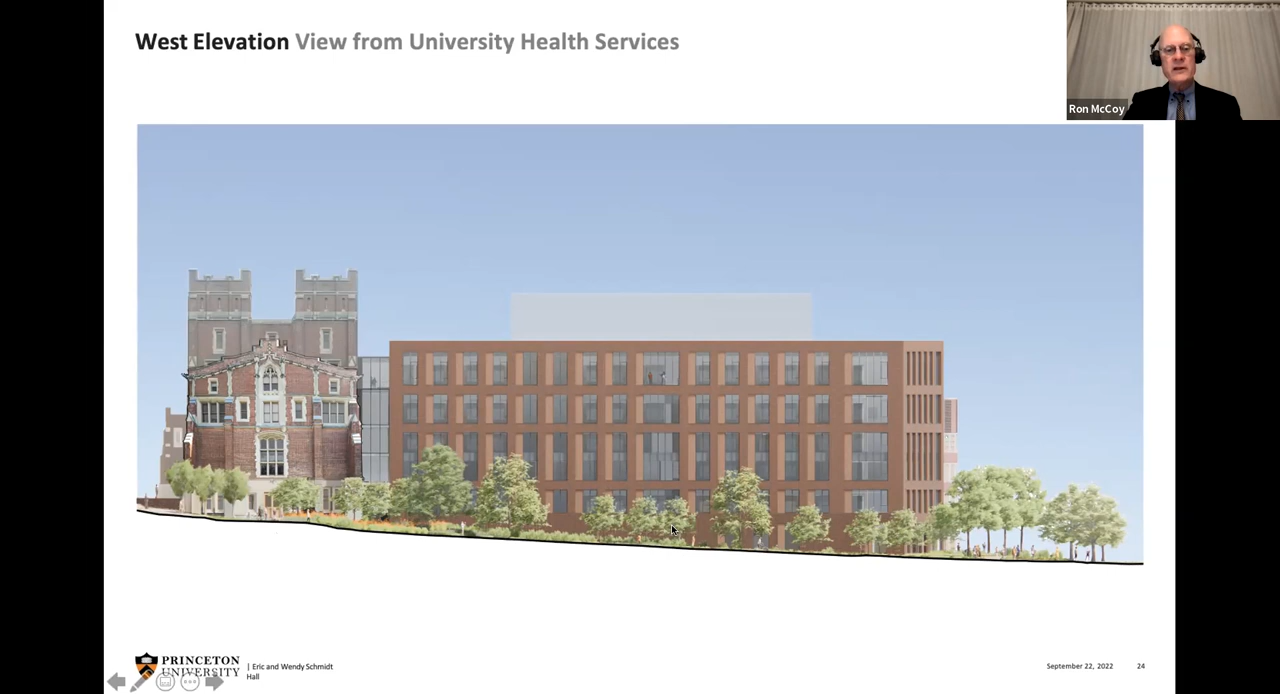 West Elevation View from University Health Services
Ron McCoy
PRINCETON
UNIVERSITY
| Eric and Wendy Schmidt
Hall
September 22, 2022
24